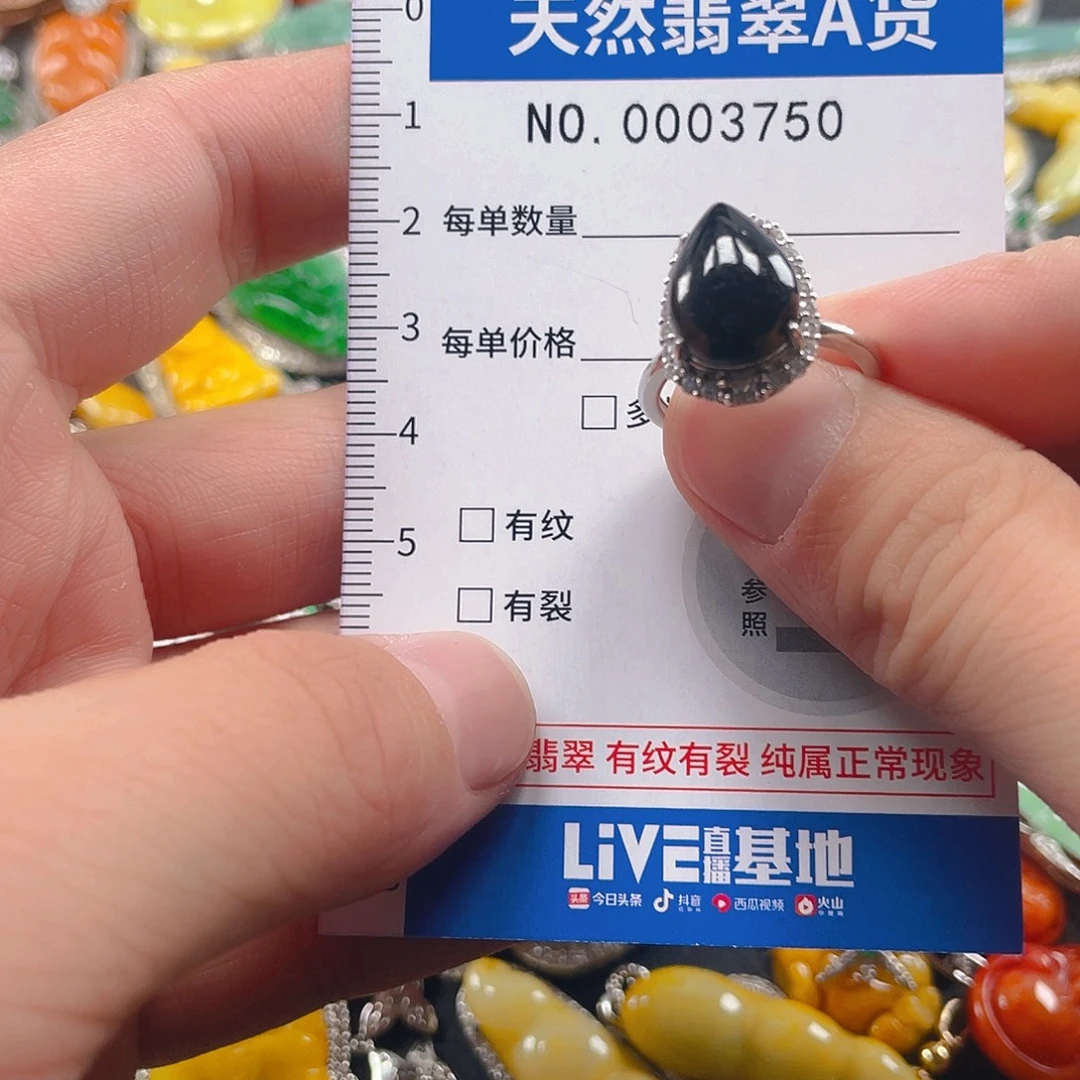 0
天然翡翠A货
1
NO. 0003750
2
每单数量
3
每单价格
□多
4
□有纹
5
□有裂
参
照
翡翠 有纹有裂 纯属正常现象
LiVE直播基地
头条 今日头条 抖音 西瓜视频 火山